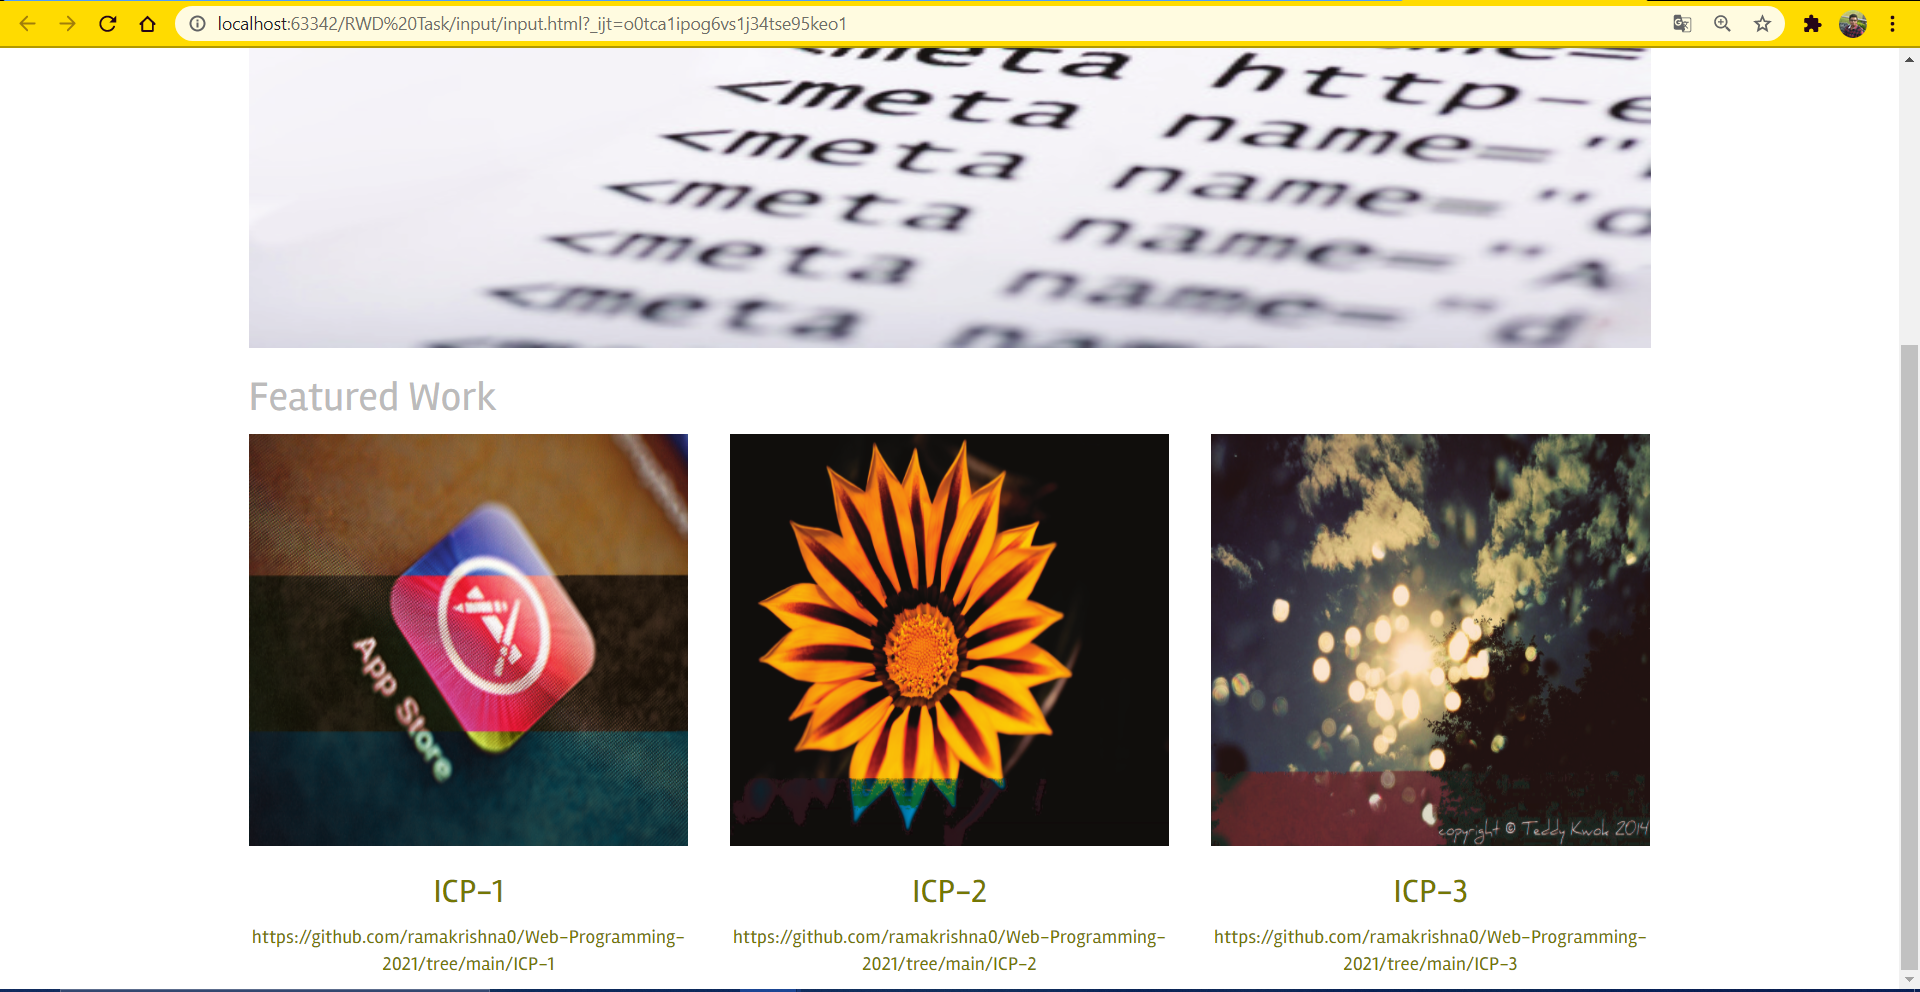 localhost:63342/RWD%20Task/input/input.html?_ijt=o0tca1ipog6vs1j34tse95keo1
<meta name=
<meta http-e
<meta name="
<meta name="d
<meta name="A
<meta name="d
<meta
Featured Work
App Store
copyright © Teddy Kwok 2014
ICP-1
ICP-2
ICP-3
https://github.com/ramakrishna0/Web-Programming-
2021/tree/main/ICP-1
https://github.com/ramakrishna0/Web-Programming-
2021/tree/main/ICP-2
https://github.com/ramakrishna0/Web-Programming-
2021/tree/main/ICP-3